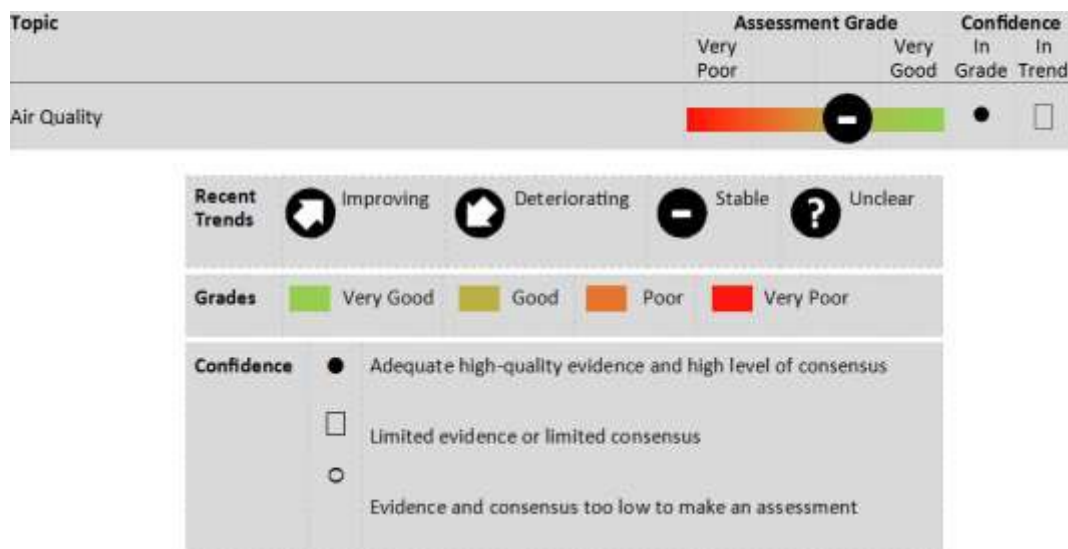 Topic Assessment Grade Confidence
Very Very In In
Poor Good Grade Trend
Air Quality
Recent Improving Deteriorating Stable ? Unclear
Trends
Grades Very Good Good Poor Very Poor
Confidence ● Adequate high-quality evidence and high level of consensus
Limited evidence or limited consensus
Evidence and consensus too low to make an assessment